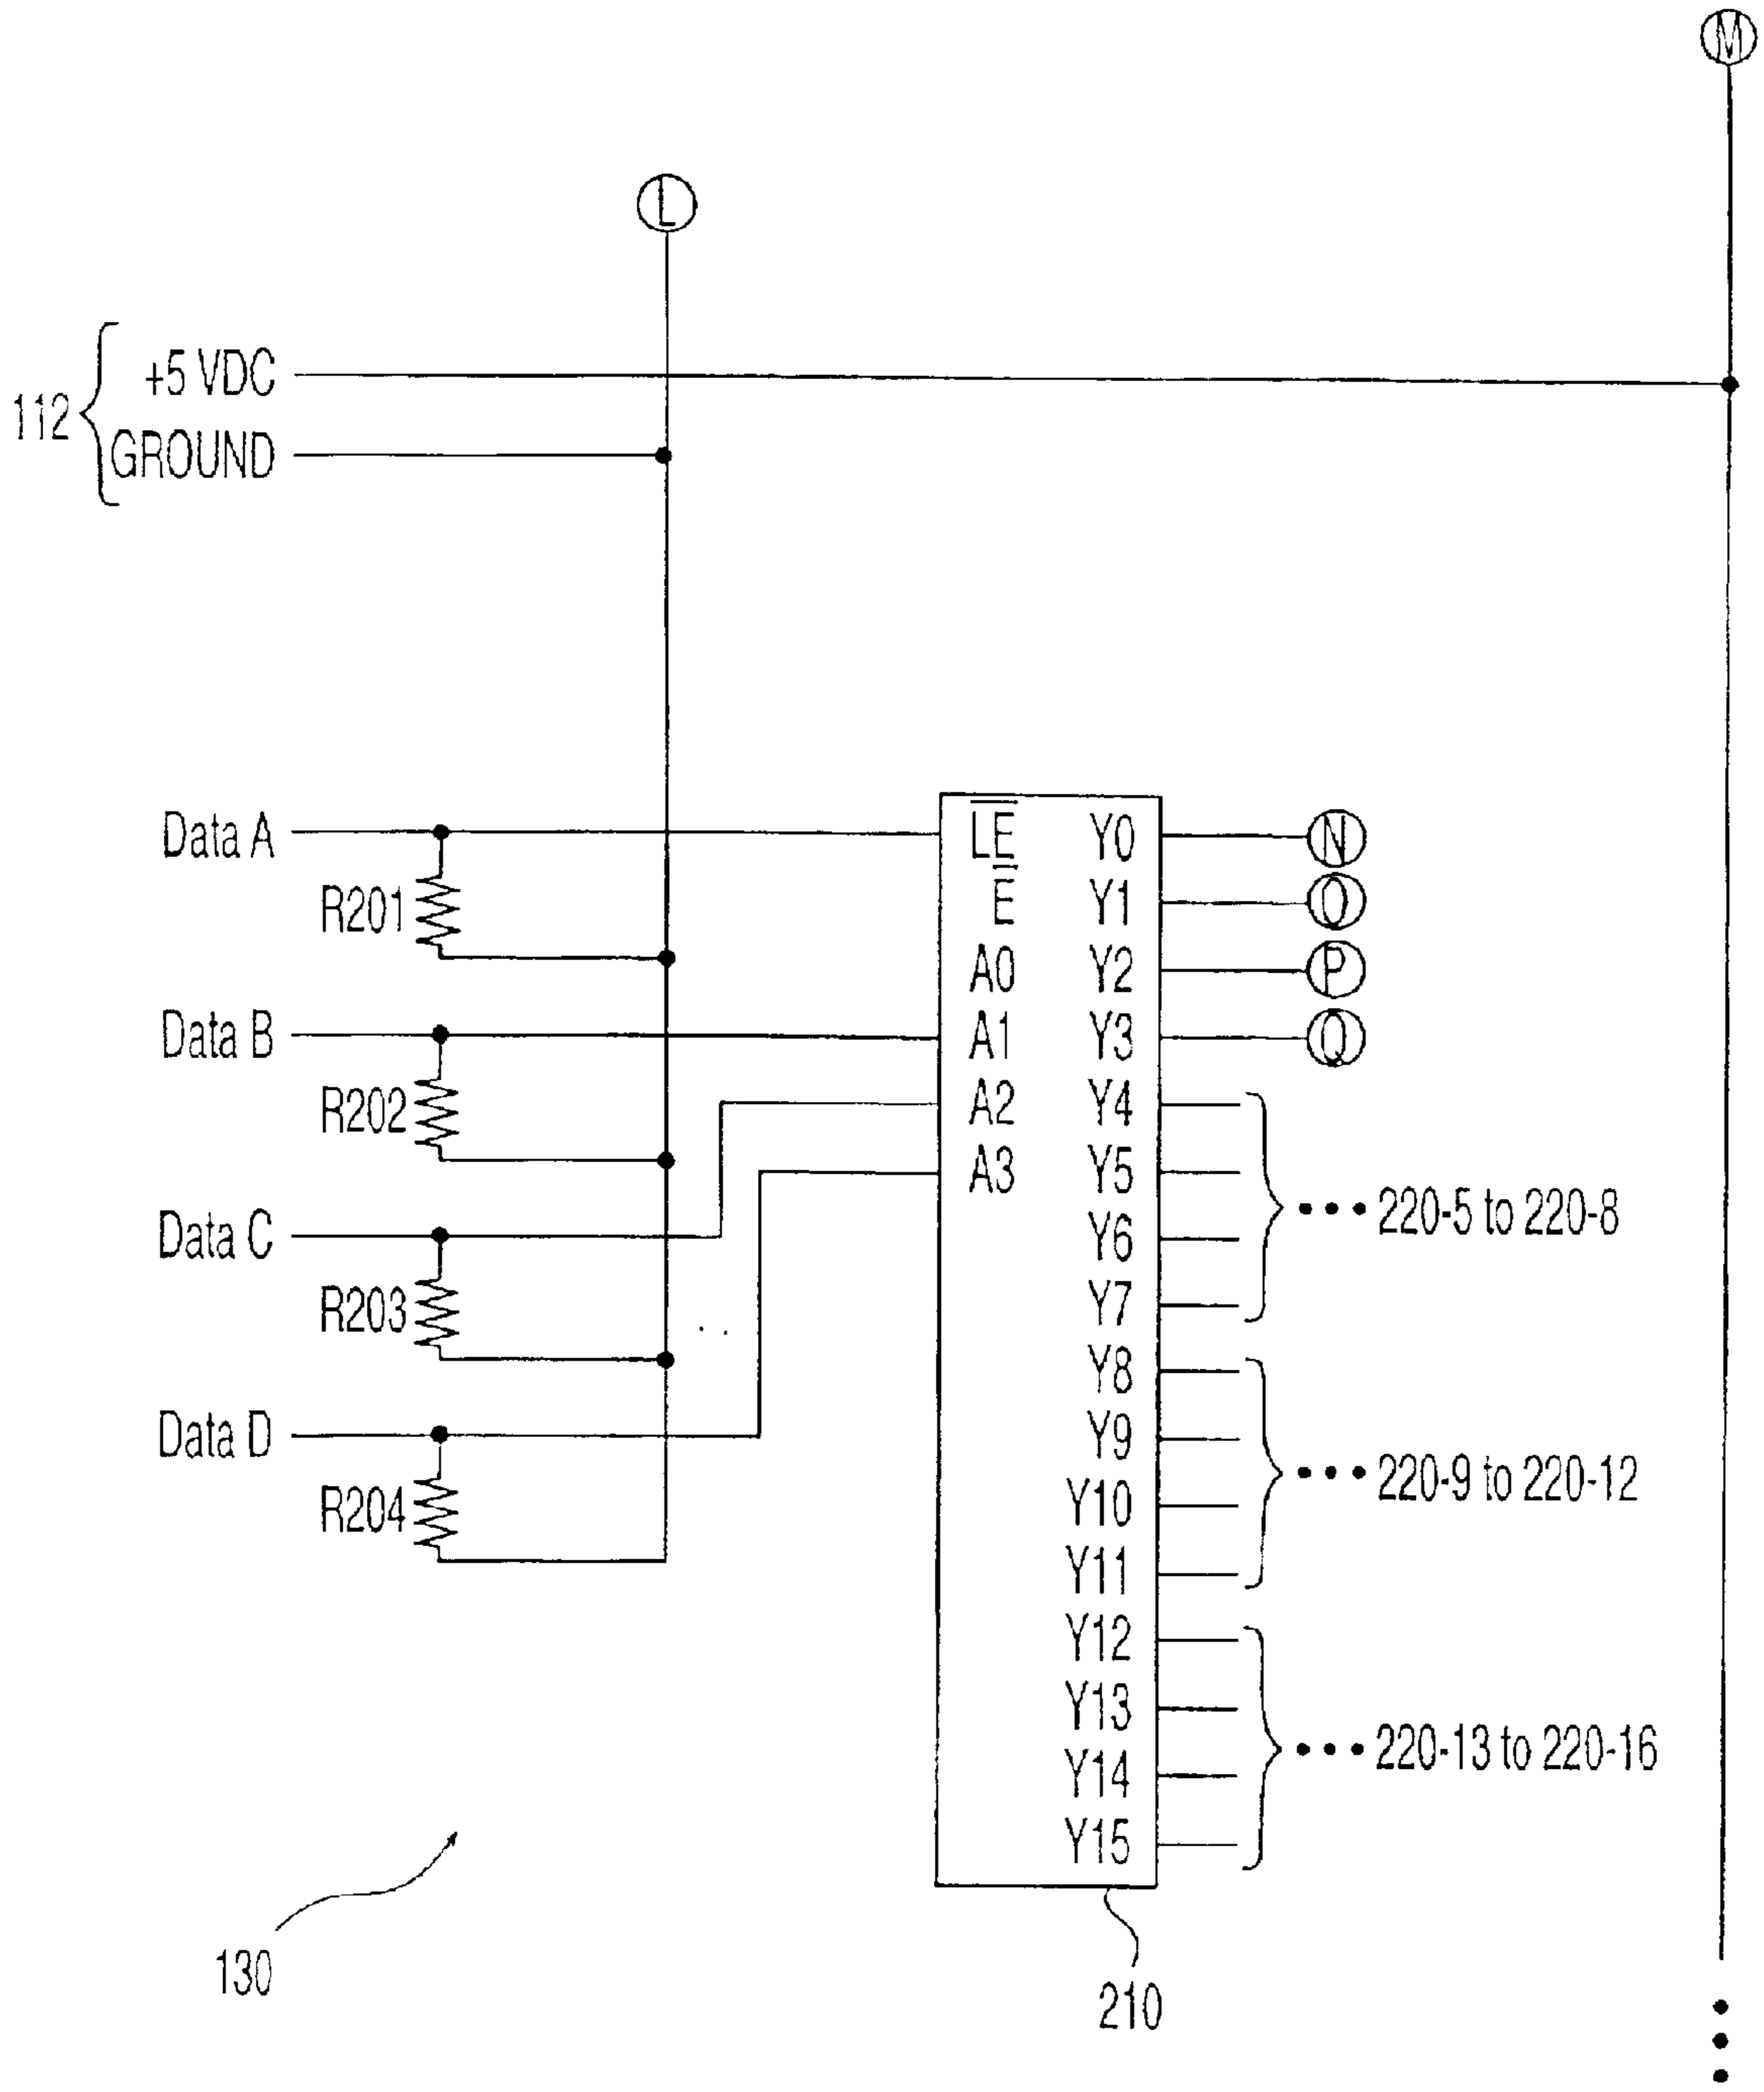 M
L
+5 VDC
112
GROUND
Data A
R201
Data B
R202
Data C
R203
Data D
R204
LE Y0 N
E Y1 O
A0 Y2 P
A1 Y3 Q
A2 Y4
A3 Y5
Y6
Y7
••• 220-5 to 220-8
Y8
Y9
Y10
Y11
••• 220-9 to 220-12
Y12
Y13
Y14
Y15
••• 220-13 to 220-16
130
210